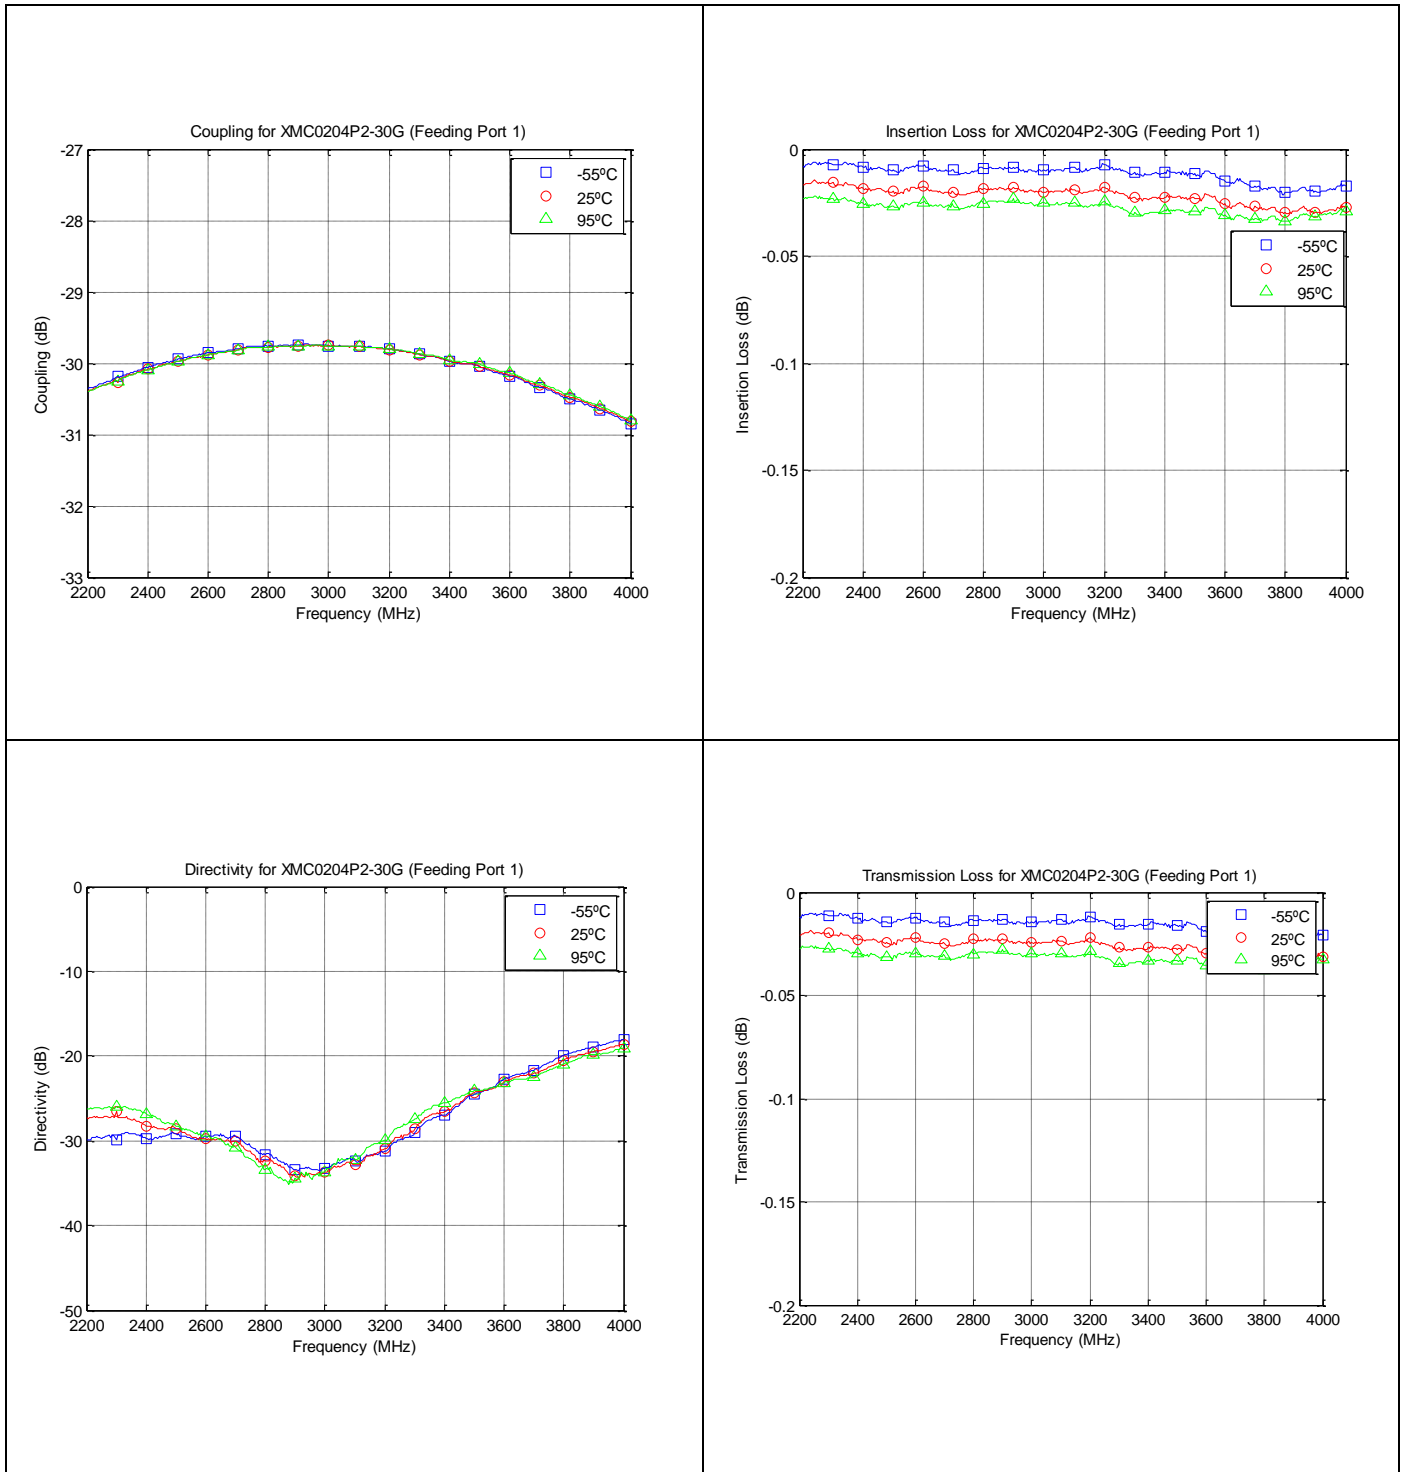 Coupling for XMC0204P2-30G (Feeding Port 1)
-27
-28
-29
-30
-31
-32
-33
Coupling (dB)
2200 2400 2600 2800 3000 3200 3400 3600 3800 4000
Frequency (MHz)
-55ºC
25ºC
95ºC
Insertion Loss for XMC0204P2-30G (Feeding Port 1)
0
-0.05
-0.1
-0.15
-0.2
Insertion Loss (dB)
2200 2400 2600 2800 3000 3200 3400 3600 3800 4000
Frequency (MHz)
-55ºC
25ºC
95ºC
Directivity for XMC0204P2-30G (Feeding Port 1)
0
-10
-20
-30
-40
-50
Directivity (dB)
2200 2400 2600 2800 3000 3200 3400 3600 3800 4000
Frequency (MHz)
-55ºC
25ºC
95ºC
Transmission Loss for XMC0204P2-30G (Feeding Port 1)
0
-0.05
-0.1
-0.15
-0.2
Transmission Loss (dB)
2200 2400 2600 2800 3000 3200 3400 3600 3800 4000
Frequency (MHz)
-55ºC
25ºC
95ºC